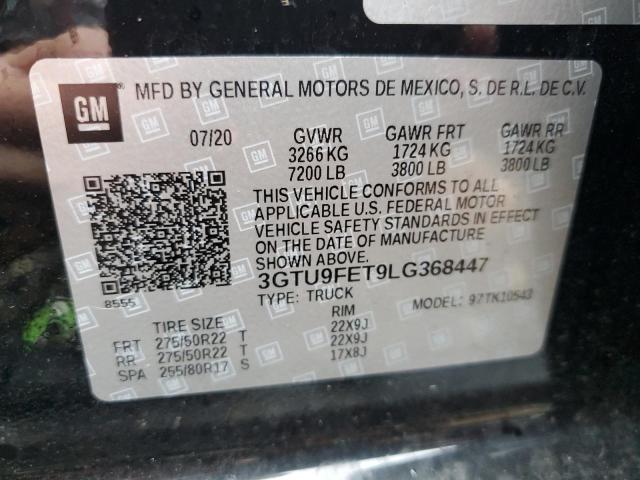 GM MFD BY GENERAL MOTORS DE MEXICO, S. DE R.L. DE C.V.
07/20 GVWR GAWR FRT GAWR RR
3266 KG 1724 KG 1724 KG
7200 LB 3800 LB 3800 LB
THIS VEHICLE CONFORMS TO ALL
APPLICABLE U.S. FEDERAL MOTOR
VEHICLE SAFETY STANDARDS IN EFFECT
ON THE DATE OF MANUFACTURE
SHOWN ABOVE.
8555 3GTU9FET9LG368447
TYPE: TRUCK MODEL: 97TK10543
TIRE SIZE RIM
FRT 275/50R22 T 22X9J
RR 275/50R22 T 22X9J
SPA 255/80R17 S 17X8J